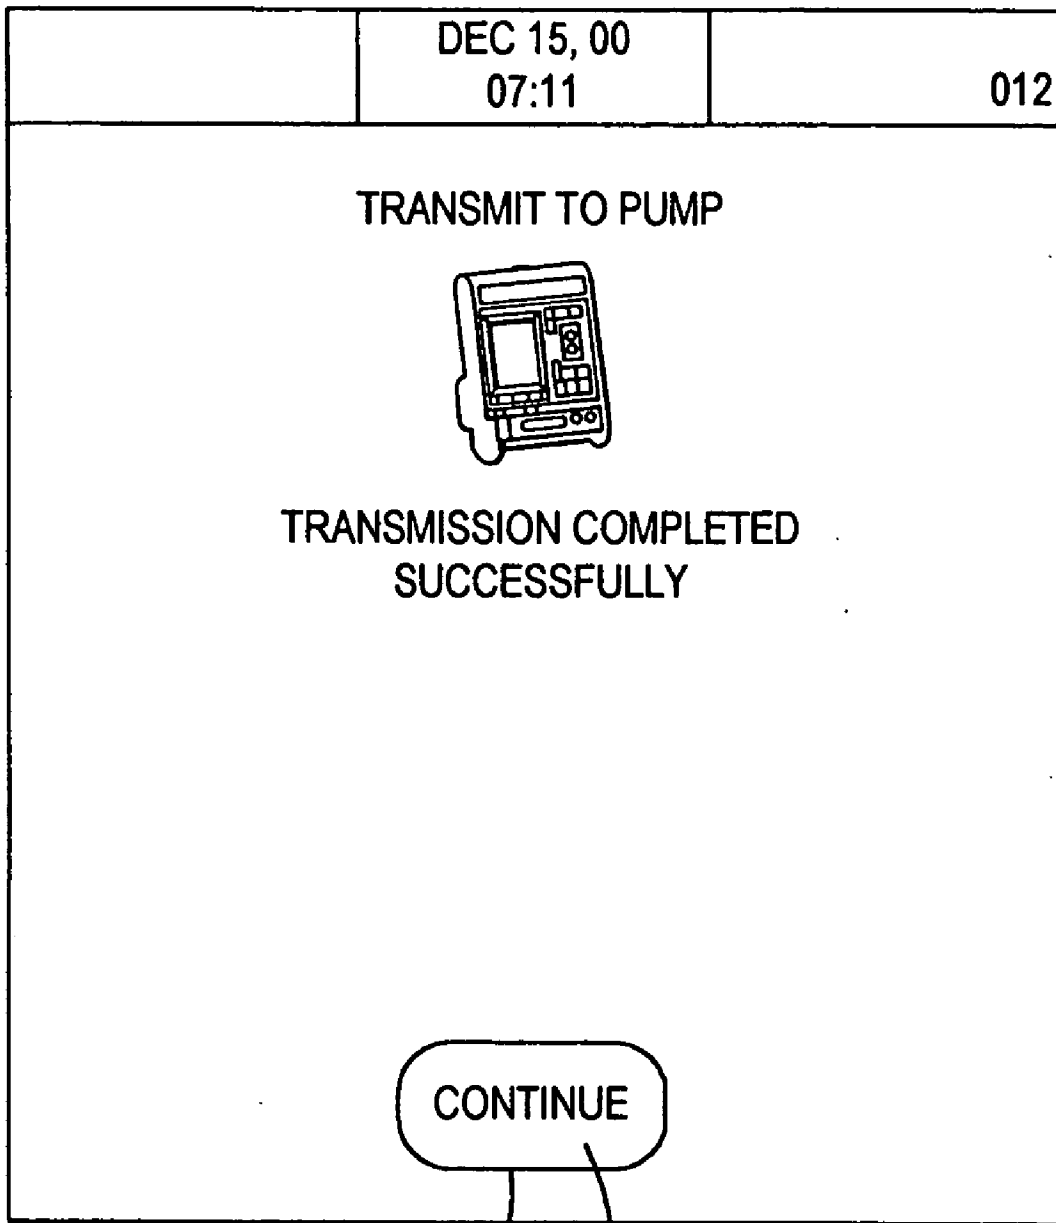 DEC 15, 00
07:11
012
TRANSMIT TO PUMP
TRANSMISSION COMPLETED
SUCCESSFULLY
CONTINUE